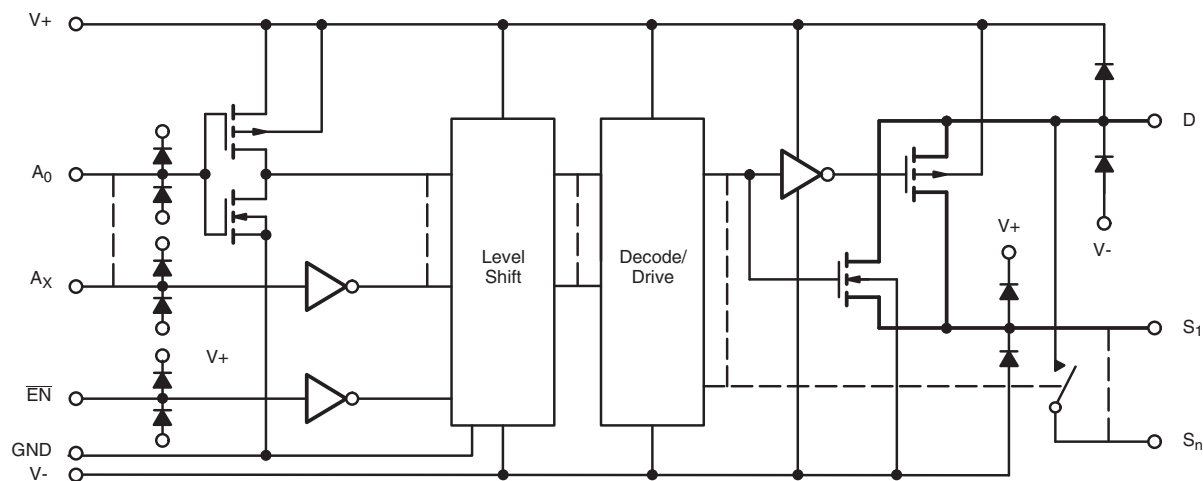 V+
A0
AX
V+
EN
GND
V-
Level
Shift
Decode/
Drive
D
V-
V+
S1
Sn